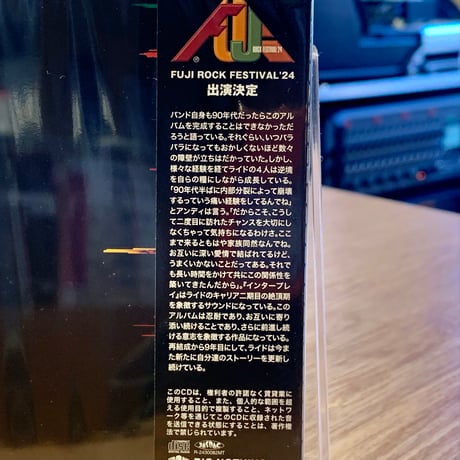 FUJI
ROCK FESTIVAL '24
®
FUJI ROCK FESTIVAL'24
出演決定
バンド自身も90年代だったらこのアル
バムを完成することはできなかっただ
ろうと語っている。それぐらい、いつバラ
バラになってもおかしくないほど数々
の障壁が立ちはだかっていた。しかし、
様々な経験を経てライドの4人は逆境
を自らの糧にしながら成長している。
「90年代半ばに内部分裂によって崩壊
するっていう痛い経験をしてるんでね」
とアンディは言う。「だからこそ、こうし
て二度目に訪れたチャンスを大切にし
なくちゃって気持ちになるわけさ。ここ
まで来るともはや家族同然なんでね。
お互いに深い愛情で結ばれてるけど、
うまくいかないことだってある。それで
も長い時間をかけて共にこの関係性を
築いてきたんだから」。『インタープレ
イ』はライドのキャリア二期目の絶頂期
を象徴するサウンドになっている。この
アルバムは忍耐であり、お互いに寄り
添い続けることであり、さらに前進し続
ける意志を象徴する作品になっている。
再結成から9年目にして、ライドは今ま
た新たに自分達のストーリーを更新し
続けている。
このCDは、権利者の許諾なく賃貸業に
使用すること、また、個人的な範囲を超
える使用目的で複製すること、ネットワ
ーク等を通じてこのCDに収録された音
を送信できる状態にすることは、著作権
法で禁じられています。